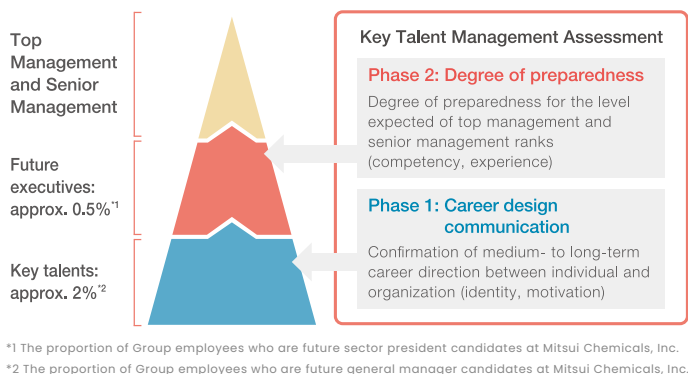 Top
Management
and Senior
Management
Future
executives:
approx. 0.5%*1
Key talents:
approx. 2%*2
Key Talent Management Assessment
Phase 2: Degree of preparedness
Degree of preparedness for the level
expected of top management and
senior management ranks
(competency, experience)
Phase 1: Career design
communication
Confirmation of medium- to long-term
career direction between individual and
organization (identity, motivation)
*1 The proportion of Group employees who are future sector president candidates at Mitsui Chemicals, Inc.
*2 The proportion of Group employees who are future general manager candidates at Mitsui Chemicals, Inc.